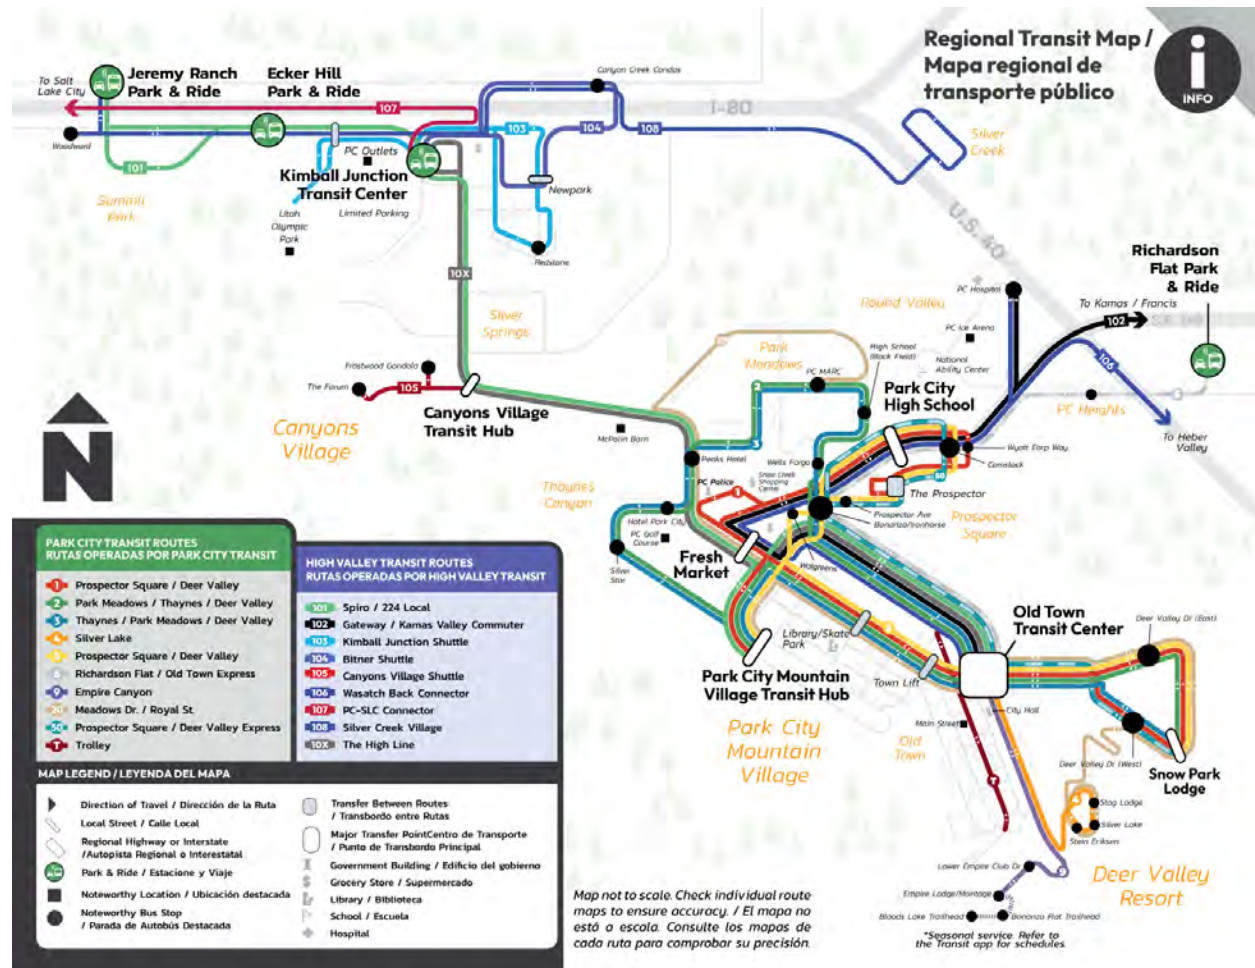 Regional Transit Map /
Mapa regional de
transporte público
INFO
To Salt
Lake City
Jeremy Ranch
Park & Ride
Ecker Hill
Park & Ride
107
Canyon Creek Condos
I-80
103
104
108
Woodward
101
PC Outlets
Kimball Junction
Transit Center
Limited Parking
Newpark
Silver
Creek
Summit
Park
Utah
Olympic
Park
Redstone
U.S. 40
10X
Silver
Springs
Round Valley
PC Hospital
Richardson
Flat Park
& Ride
To Kamas / Francis
102
PC Ice Arena
National
Ability Center
106
Park
Meadows
High School
(Back Field)
PC MARC
Frostwood Gondola
The Forum
105
Canyons Village
Transit Hub
Canyons
Village
McPolin Barn
2
3
Park City
High School
PC Heights
To Heber
Valley
Peaks Hotel
Wells Fargo
Wyatt Earp Way
Comstock
PC Police
Snow Creek
Shopping
Center
1
50
The Prospector
Thaynes
Canyon
Hotel Park City
PC Golf
Course
Prospector Ave
Bonanza/Ironhorse
Prospector
Square
Silver
Star
Fresh
Market
Walgreens
Library/Skate
Park
Old Town
Transit Center
Deer Valley Dr (East)
Park City Mountain
Village Transit Hub
Town Lift
Park City
Mountain
Village
Main Street
City Hall
Old
Town
Deer Valley Dr (West)
Snow Park
Lodge
T
Stag Lodge
Silver Lake
Stein Eriksen
Lower Empire Club Dr
9
Deer Valley
Resort
Empire Lodge/Montage
Bloods Lake Trailhead
Bonanza Flat Trailhead
*Seasonal service. Refer to
the Transit app for schedules.
Map not to scale. Check individual route
maps to ensure accuracy. / El mapa no
está a escala. Consulte los mapas de
cada ruta para comprobar su precisión.
N
PARK CITY TRANSIT ROUTES
RUTAS OPERADAS POR PARK CITY TRANSIT
1 Prospector Square / Deer Valley
2 Park Meadows / Thaynes / Deer Valley
3 Thaynes / Park Meadows / Deer Valley
4 Silver Lake
5 Prospector Square / Deer Valley
6 Richardson Flat / Old Town Express
9 Empire Canyon
20 Meadows Dr. / Royal St
50 Prospector Square / Deer Valley Express
T Trolley
HIGH VALLEY TRANSIT ROUTES
RUTAS OPERADAS POR HIGH VALLEY TRANSIT
101 Spiro / 224 Local
102 Gateway / Kamas Valley Commuter
103 Kimball Junction Shuttle
104 Bitner Shuttle
105 Canyons Village Shuttle
106 Wasatch Back Connector
107 PC-SLC Connector
108 Silver Creek Village
10X The High Line
MAP LEGEND / LEYENDA DEL MAPA
Direction of Travel / Dirección de la Ruta
Local Street / Calle Local
Regional Highway or Interstate
/Autopista Regional o Interestatal
Park & Ride / Estacione y Viaje
Noteworthy Location / Ubicación destacada
Noteworthy Bus Stop
/ Parada de Autobús Destacada
Transfer Between Routes
/ Transbordo entre Rutas
Major Transfer PointCentro de Transporte
/ Punto de Transbordo Principal
Government Building / Edificio del gobierno
Grocery Store / Supermercado
Library / Biblioteca
School / Escuela
Hospital